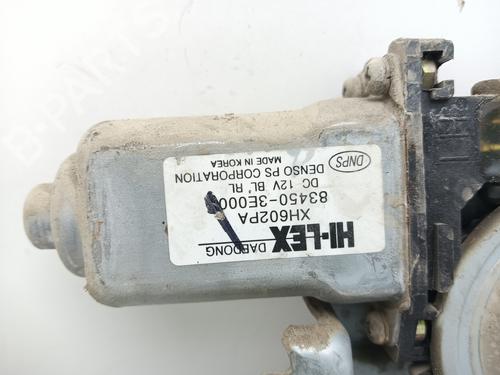 HI-LEX DAEDONG
XH602PA
83450-3E000
DC 12V BL' RL
DENSO PS CORPORATION
MADE IN KOREA
DNPS
B-PARTS